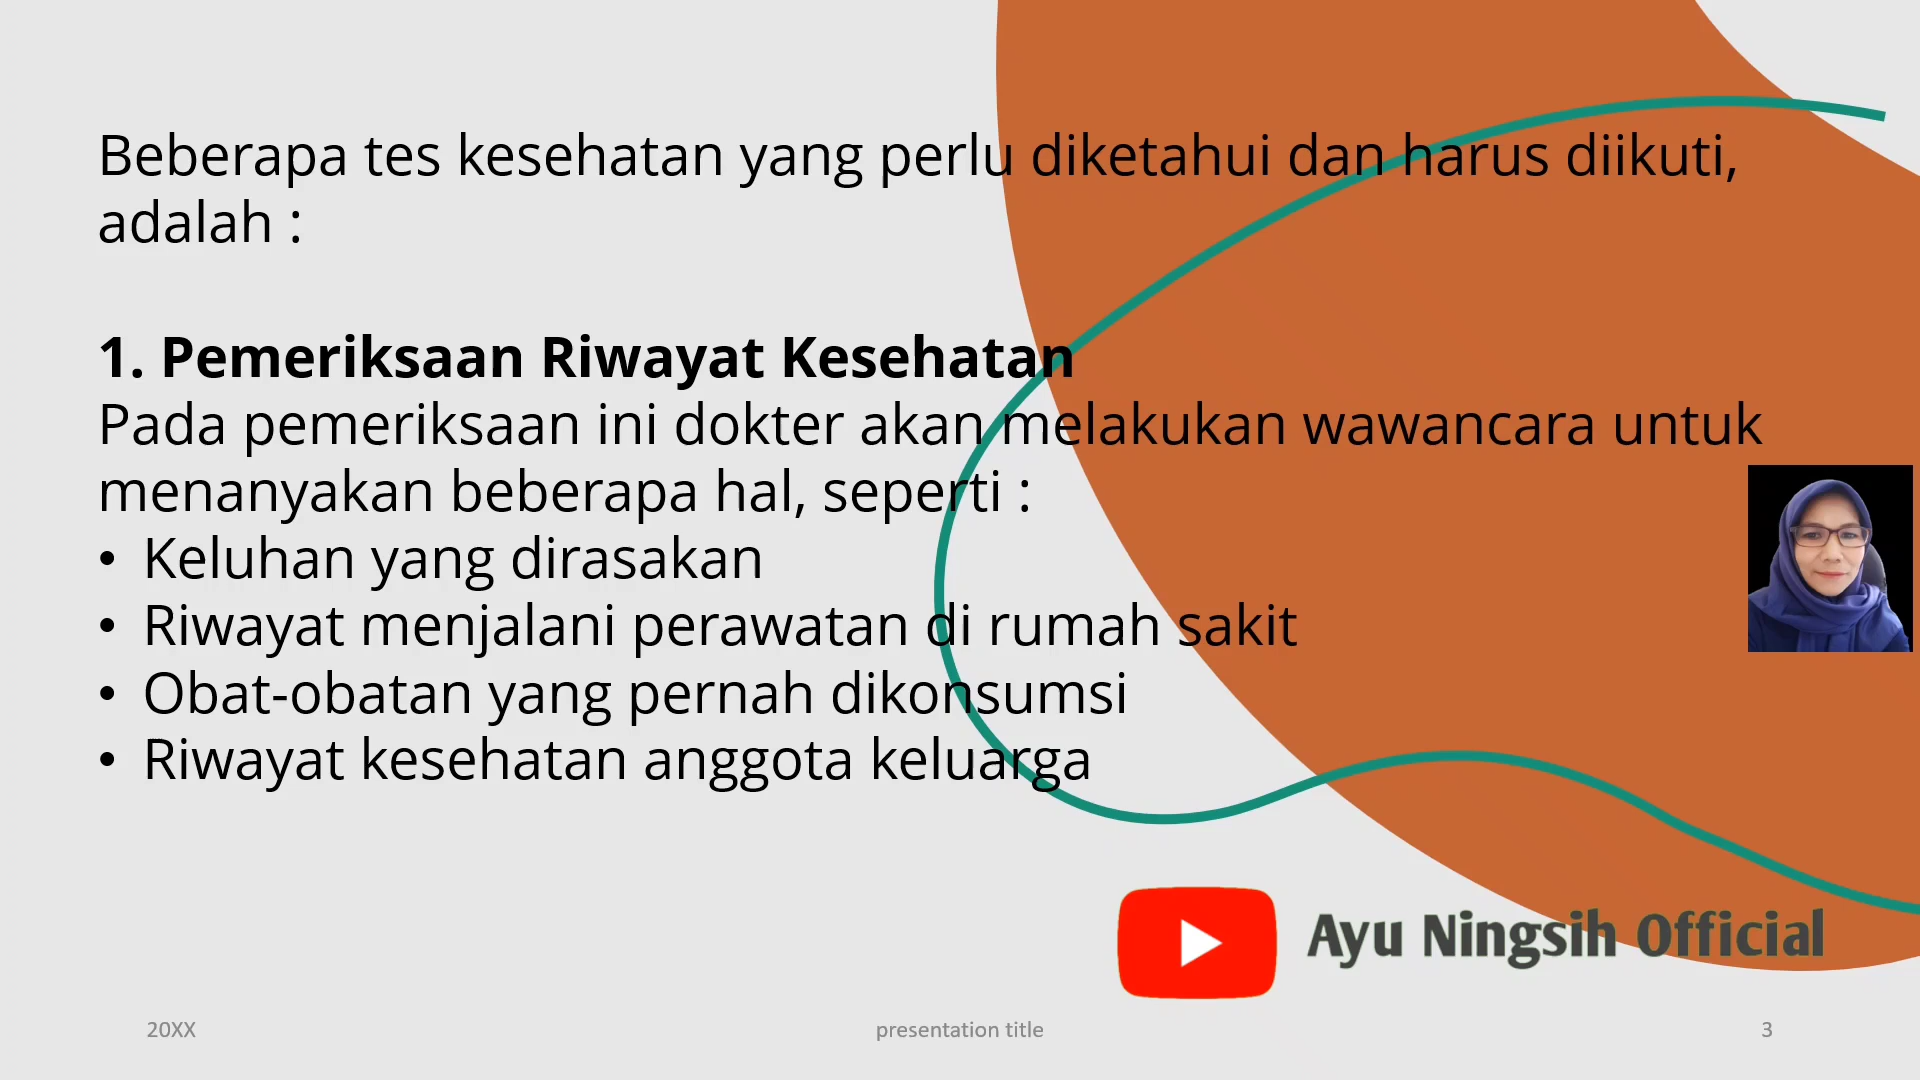 Beberapa tes kesehatan yang perlu diketahui dan harus diikuti,
adalah :
1. Pemeriksaan Riwayat Kesehatan
Pada pemeriksaan ini dokter akan melakukan wawancara untuk
menanyakan beberapa hal, seperti :
• Keluhan yang dirasakan
• Riwayat menjalani perawatan di rumah sakit
• Obat-obatan yang pernah dikonsumsi
• Riwayat kesehatan anggota keluarga
Ayu Ningsih Official
20XX
presentation title
3